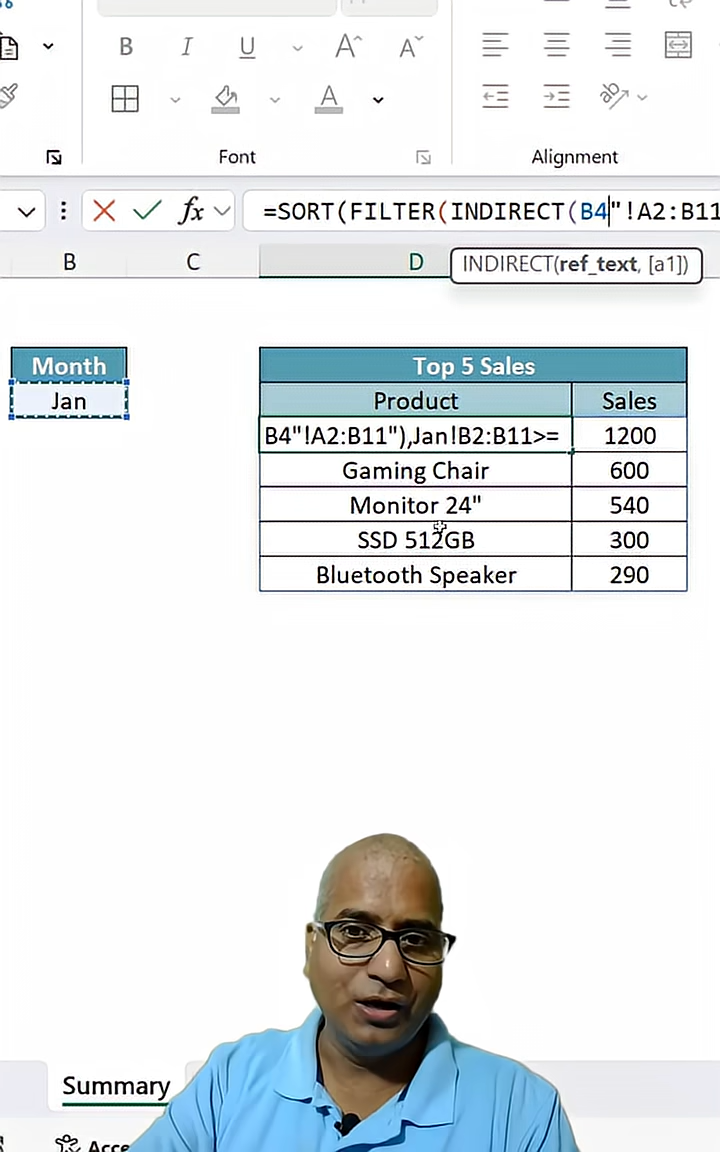 B I U A A
A
Font
Alignment
fx =SORT(FILTER(INDIRECT(B4"!A2:B11
B C D
INDIRECT(ref_text, [a1])
Month
Jan
Top 5 Sales
Product Sales
B4"!A2:B11"),Jan!B2:B11>= 1200
Gaming Chair 600
Monitor 24" 540
SSD 512GB 300
Bluetooth Speaker 290
Summary